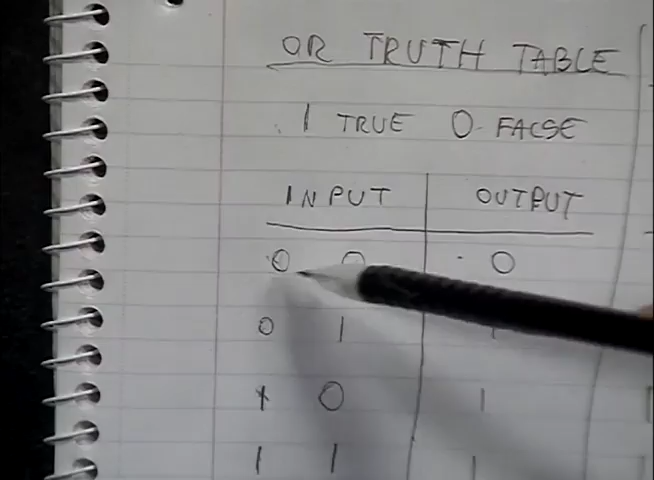 OR TRUTH TABLE
1 TRUE 0 FALSE
INPUT OUTPUT
0 0 0
0 1 1
1 0 1
1 1 1